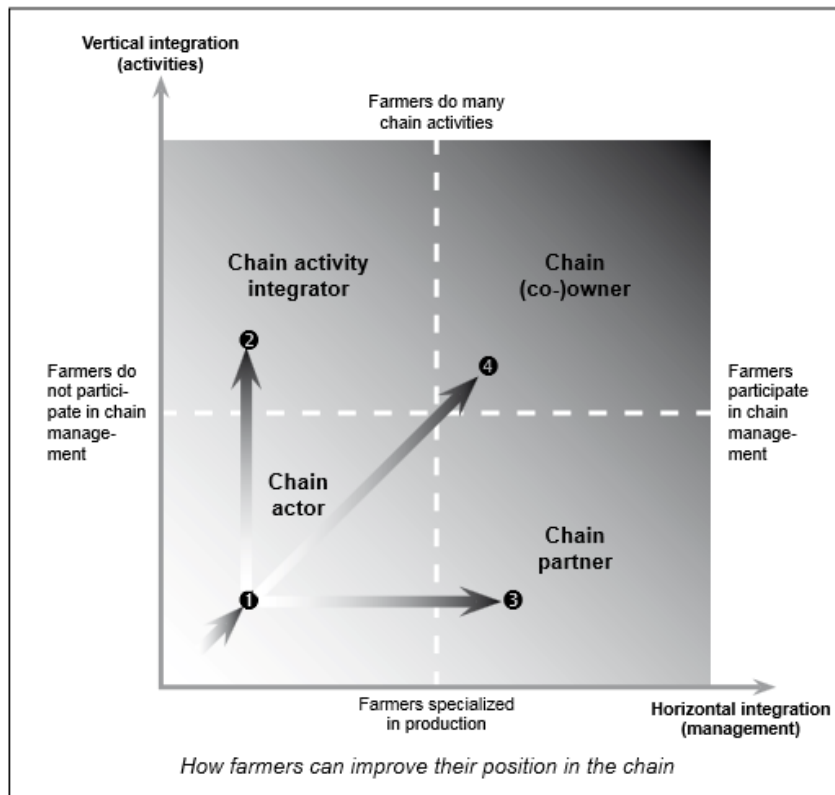 Vertical integration
(activities)
Farmers do many
chain activities
Chain activity
integrator
Chain
(co-)owner
2
4
Farmers do
not partici-
pate in chain
manage-
ment
Farmers
participate
in chain
manage-
ment
Chain
actor
Chain
partner
1
3
Farmers specialized
in production
Horizontal integration
(management)
How farmers can improve their position in the chain